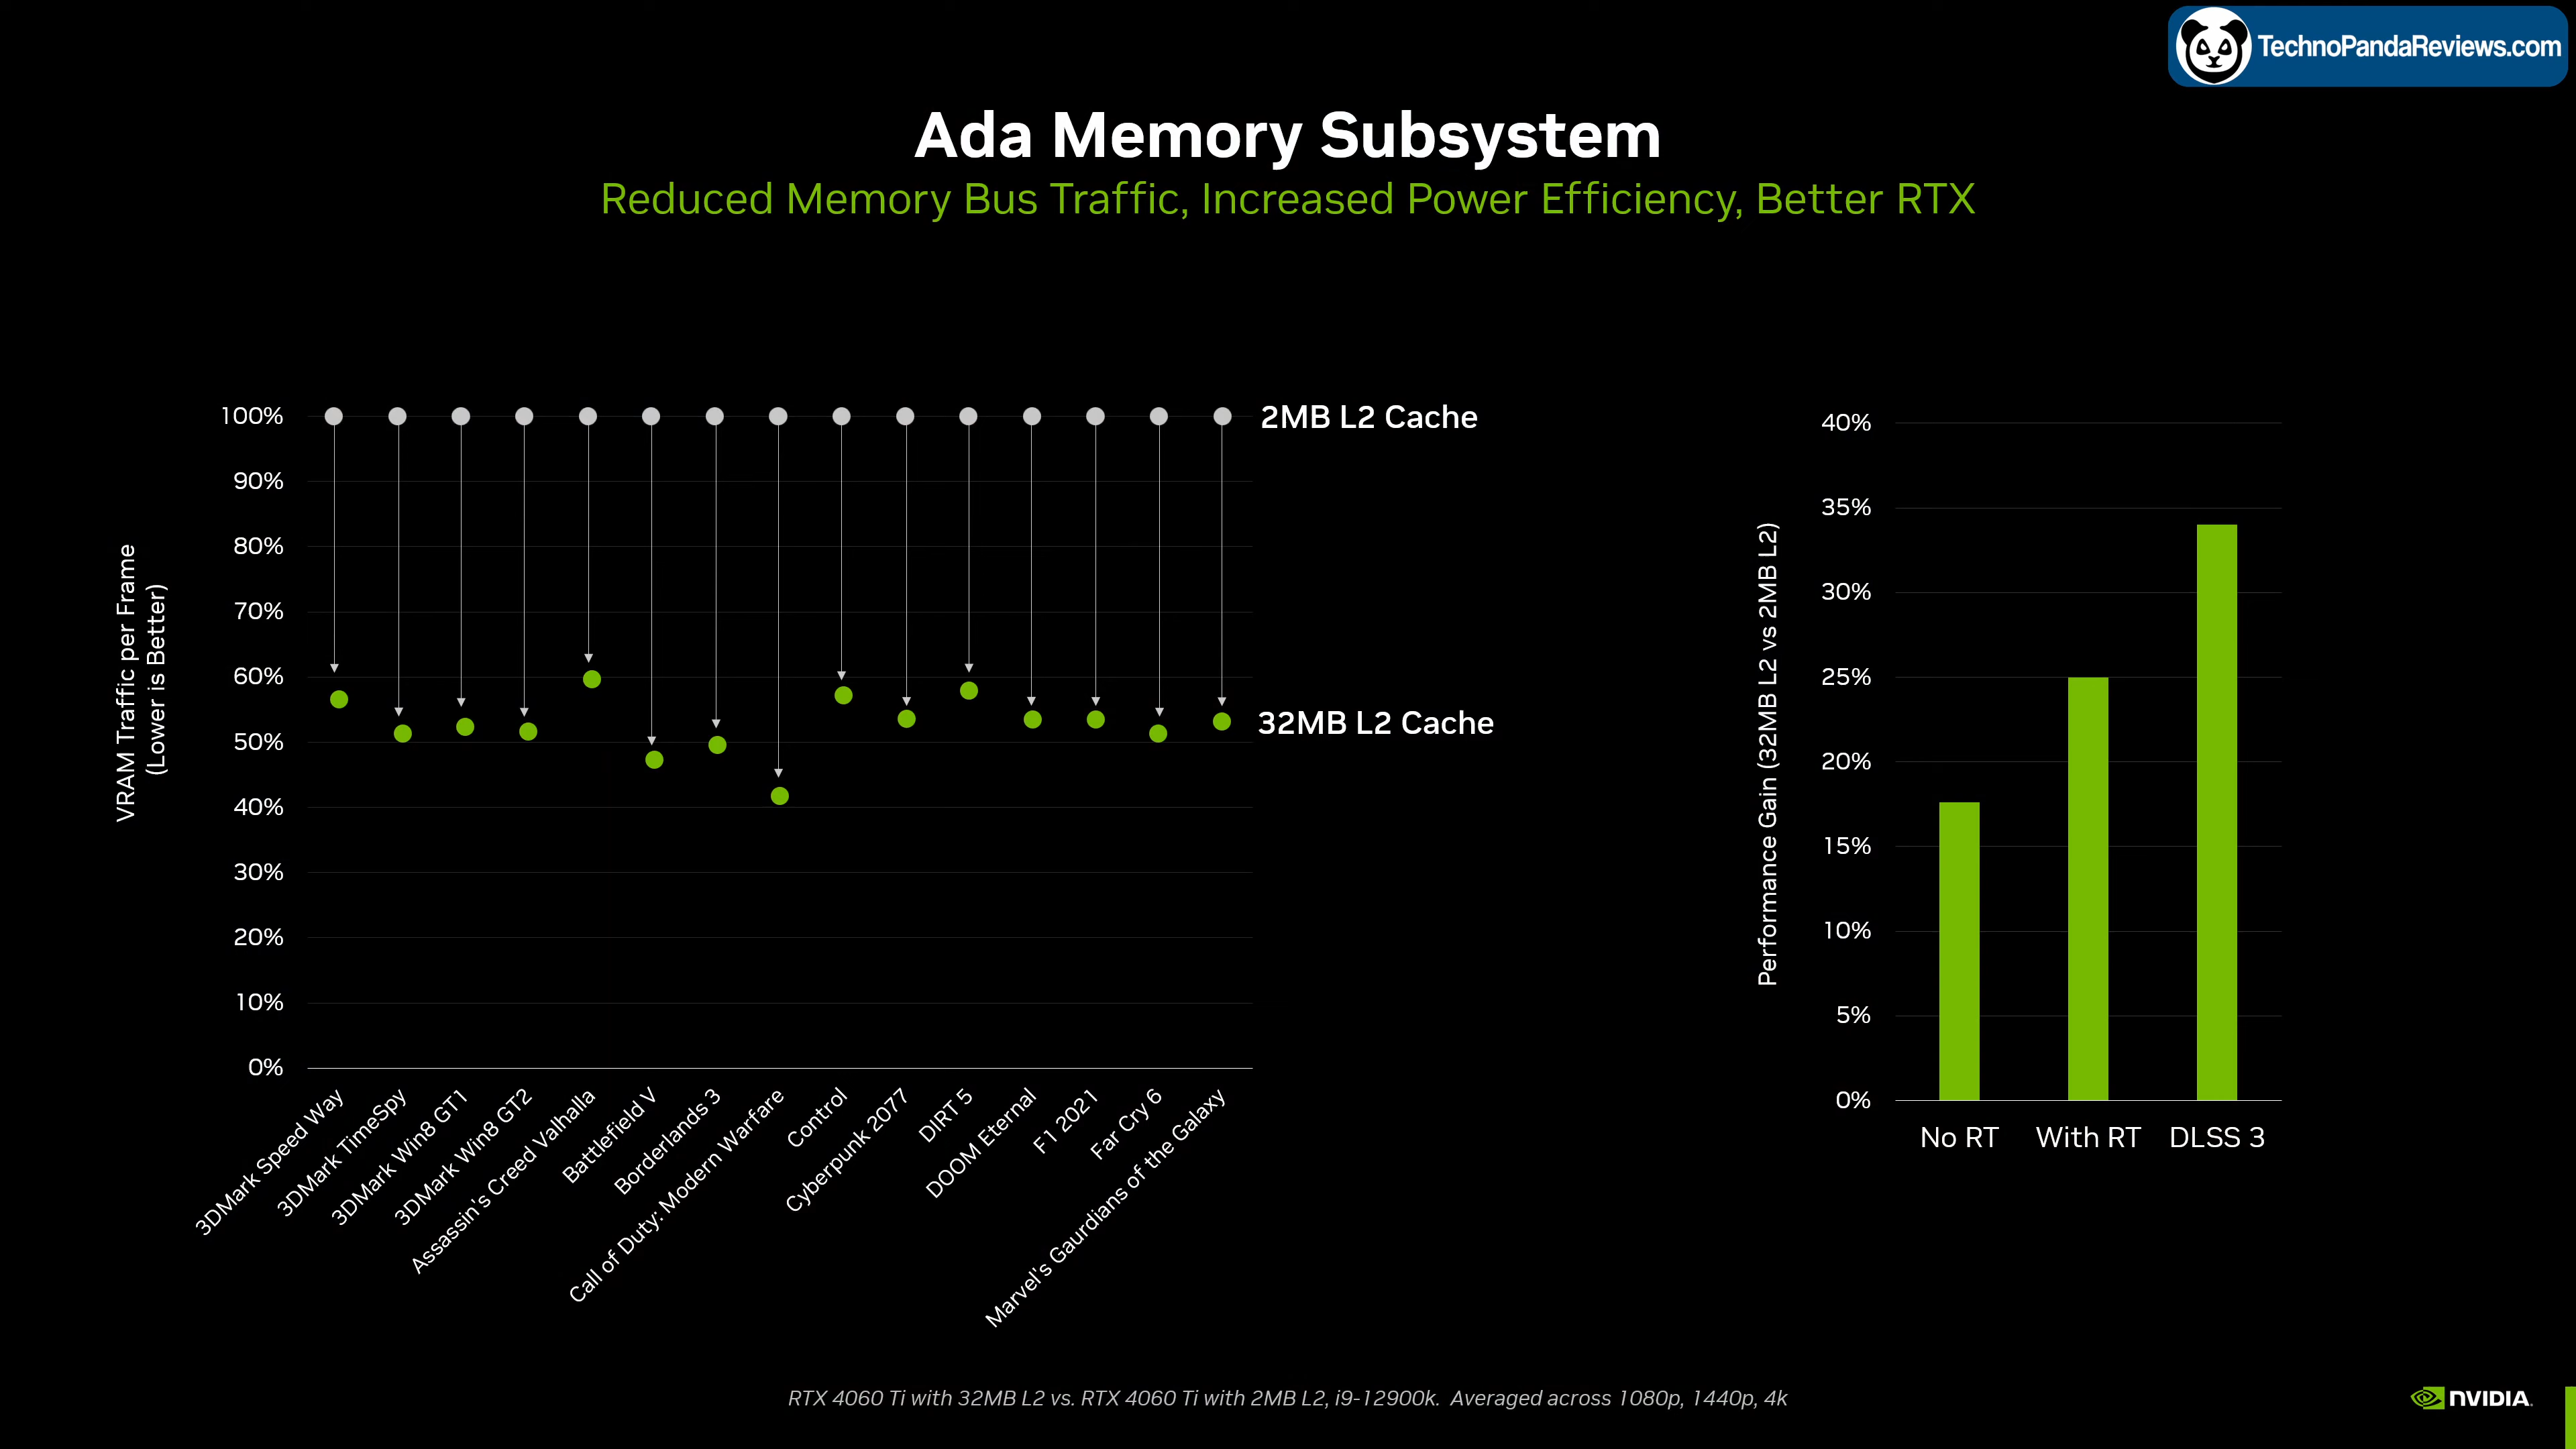 TechnoPandaReviews.com
Ada Memory Subsystem
Reduced Memory Bus Traffic, Increased Power Efficiency, Better RTX
VRAM Traffic per Frame
(Lower is Better)
100%
90%
80%
70%
60%
50%
40%
30%
20%
10%
0%
2MB L2 Cache
32MB L2 Cache
3DMark Speed Way
3DMark TimeSpy
3DMark Win8 GT1
3DMark Win8 GT2
Assassin's Creed Valhalla
Battlefield V
Borderlands 3
Call of Duty: Modern Warfare
Control
Cyberpunk 2077
DIRT 5
DOOM Eternal
F1 2021
Far Cry 6
Marvel's Gaurdians of the Galaxy
Performance Gain (32MB L2 vs 2MB L2)
40%
35%
30%
25%
20%
15%
10%
5%
0%
No RT
With RT
DLSS 3
RTX 4060 Ti with 32MB L2 vs. RTX 4060 Ti with 2MB L2, i9-12900k. Averaged across 1080p, 1440p, 4k
NVIDIA.